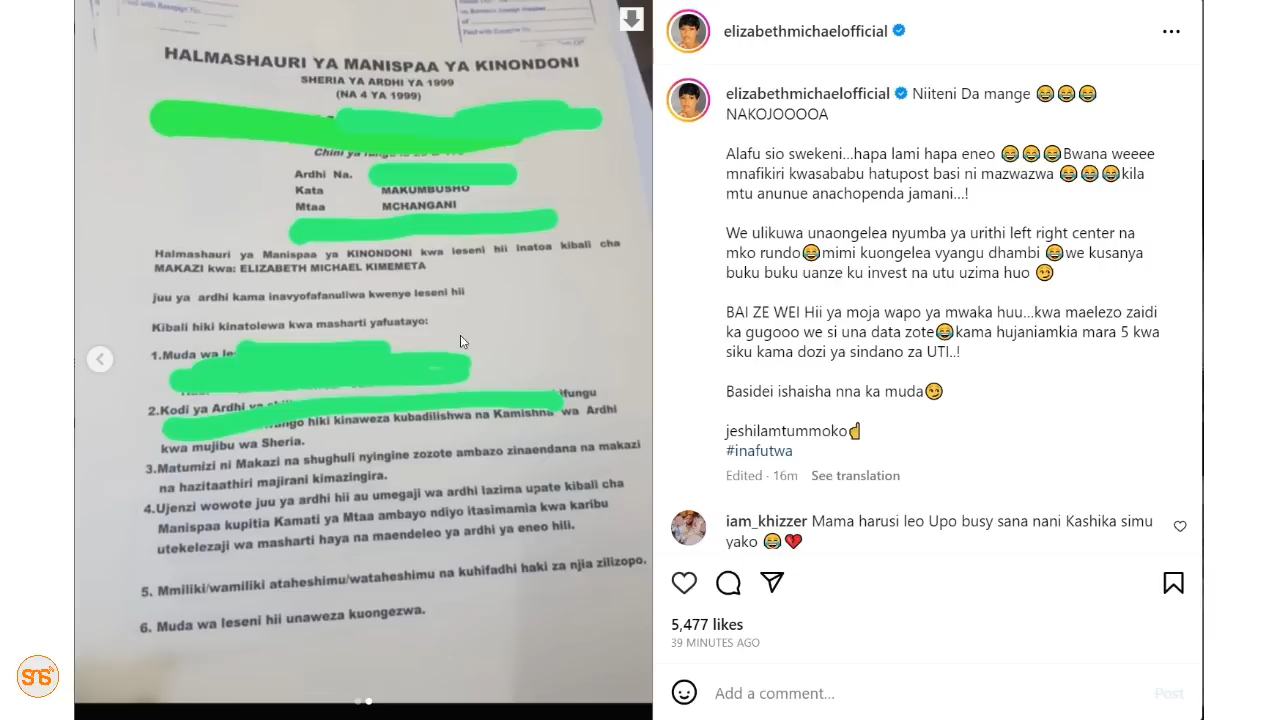 HALMASHAURI YA MANISPAA YA KINONDONI
SHERIA YA ARDHI YA 1999
(NA 4 YA 1999)
Chini ya
Ardhi Na.
Kata MAKUMBUSHO
Mtaa MCHANGANI
Halmashauri ya Manispaa ya KINONDONI kwa leseni hii inatoa kibali cha
MAKAZI kwa: ELIZABETH MICHAEL KIMEMETA
juu ya ardhi kama inavyofafanuliwa kwenye leseni hii
Kibali hiki kinatolewa kwa masharti yafuatayo:
1.Muda wa
2.Kodi ya Ardhi
hiki kinaweza kubadilishwa na Kamishna wa Ardhi
kwa mujibu wa Sheria.
3.Matumizi ni Makazi na shughuli nyingine zozote ambazo zinaendana na makazi
na hazitaathiri majirani kimazingira.
4.Ujenzi wowote juu ya ardhi hii au umegaji wa ardhi lazima upate kibali cha
Manispaa kupitia Kamati ya Mtaa ambayo ndiyo itasimamia kwa karibu
utekelezaji wa masharti haya na maendeleo ya ardhi ya eneo hili.
5. Mmiliki/wamiliki ataheshimu/wataheshimu na kuhifadhi haki za njia zilizopo.
6. Muda wa leseni hii unaweza kuongezwa.
SNS
elizabethmichaelofficial
elizabethmichaelofficial Niiteni Da mange 😂😂😂
NAKOJOOOOA
Alafu sio swekeni...hapa lami hapa eneo 😂😂😂Bwana weeee
mnafikiri kwasababu hatupost basi ni mazwazwa 😂😂😂kila
mtu anunue anachopenda jamani...!
We ulikuwa unaongelea nyumba ya urithi left right center na
mko rundo😂mimi kuongelea vyangu dhambi 😂we kusanya
buku buku uanze ku invest na utu uzima huo 😏
BAI ZE WEI Hii ya moja wapo ya mwaka huu...kwa maelezo zaidi
ka gugooo we si una data zote😂kama hujaniamkia mara 5 kwa
siku kama dozi ya sindano za UTI..!
Basidei ishaisha nna ka muda😏
jeshilamtummoko☝
#inafutwa
Edited · 16m See translation
iam_khizzer Mama harusi leo Upo busy sana nani Kashika simu
yako 😂💔
5,477 likes
39 MINUTES AGO
Add a comment...
Post